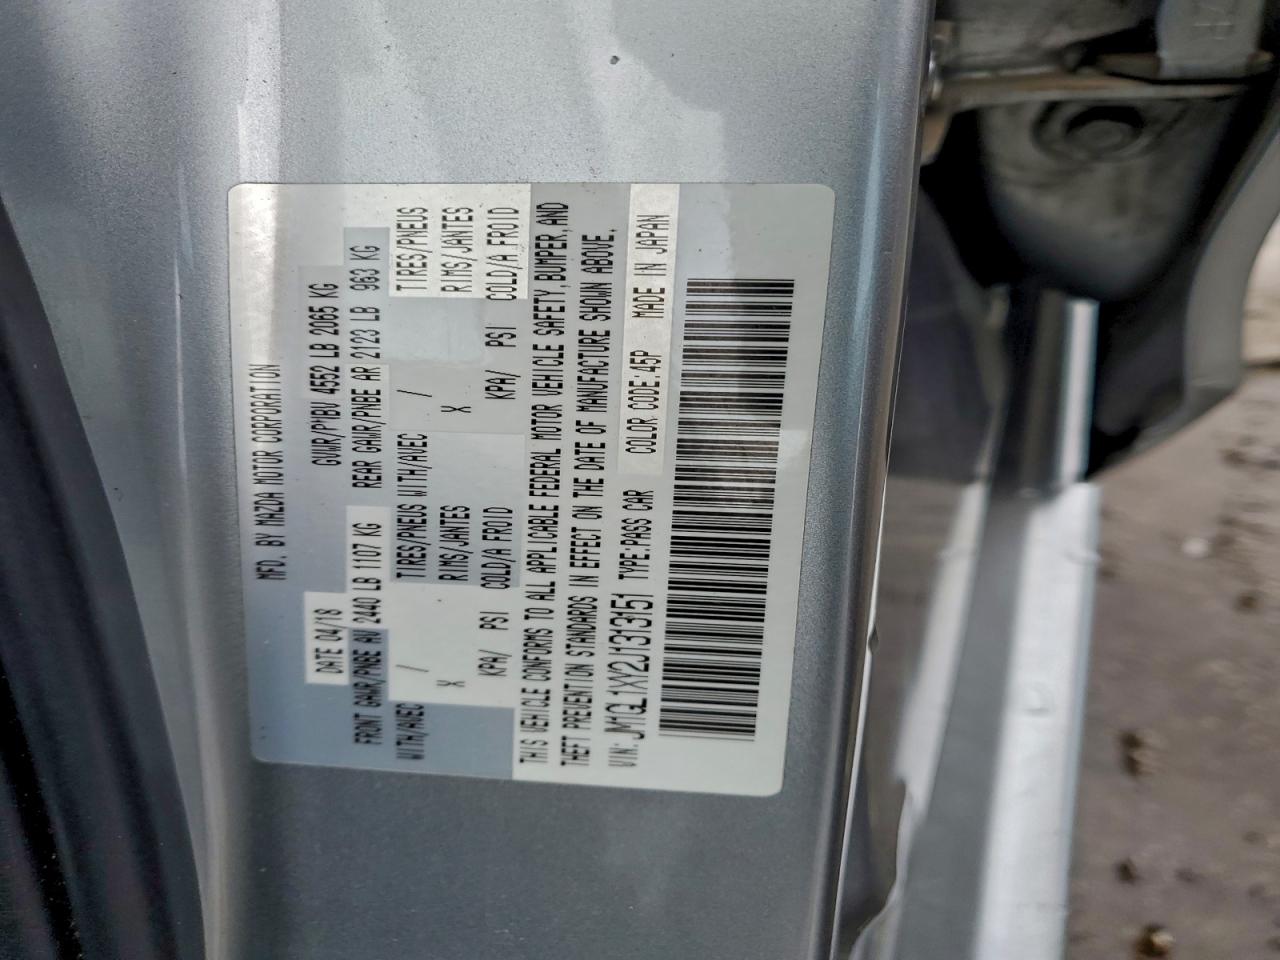 MFD. BY MAZDA MOTOR CORPORATION
DATE 04/18 GVWR/PVBV 4552 LB 2065 KG
FRONT GAWR/PNBE AV 2440 LB 1107 KG REAR GAWR/PNBE AR 2123 LB 963 KG
WITH/AVEC / TIRES/PNEUS WITH/AVEC / TIRES/PNEUS
X RIMS/JANTES X RIMS/JANTES
KPA/ PSI COLD/A FROID KPA/ PSI COLD/A FROID
THIS VEHICLE CONFORMS TO ALL APPLICABLE FEDERAL MOTOR VEHICLE SAFETY, BUMPER, AND
THEFT PREVENTION STANDARDS IN EFFECT ON THE DATE OF MANUFACTURE SHOWN ABOVE.
VIN: JM1GL1XY2J1313151 TYPE:PASS CAR COLOR CODE:45P MADE IN JAPAN